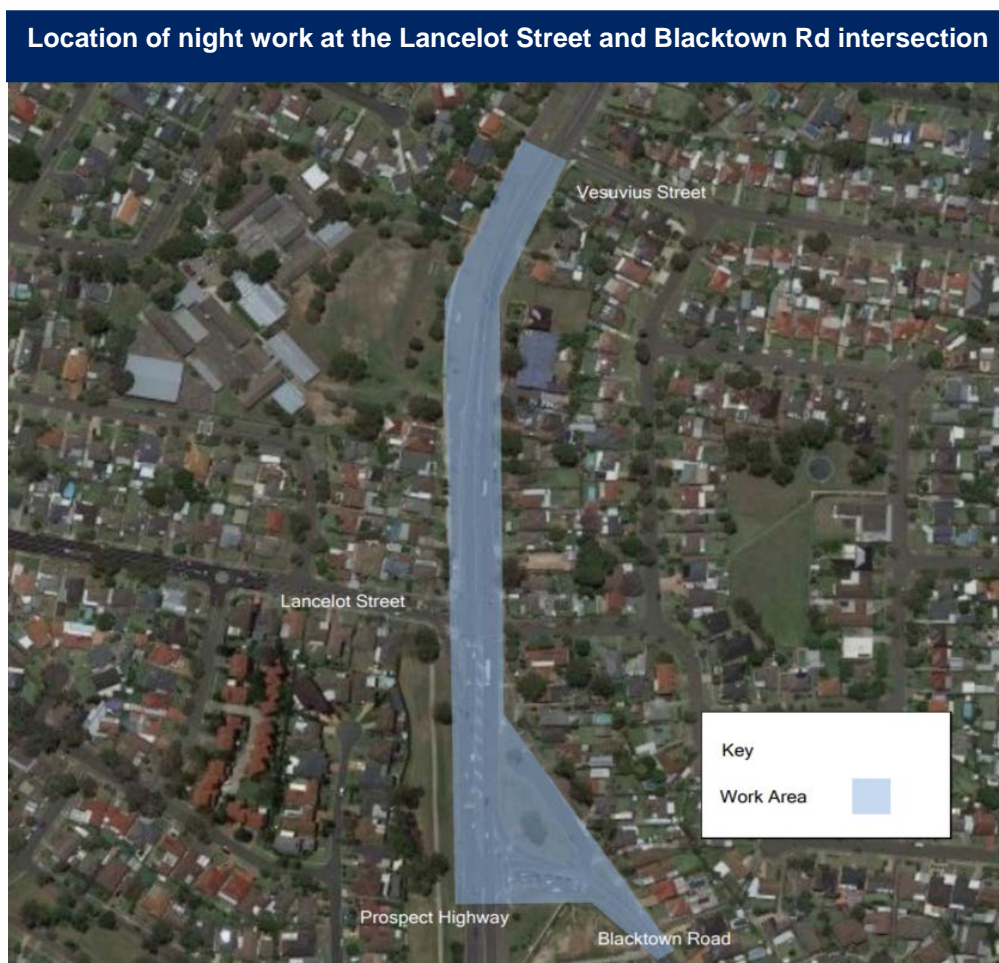 Location of night work at the Lancelot Street and Blacktown Rd intersection
Vesuvius Street
Lancelot Street
Key
Work Area
Prospect Highway
Blacktown Road